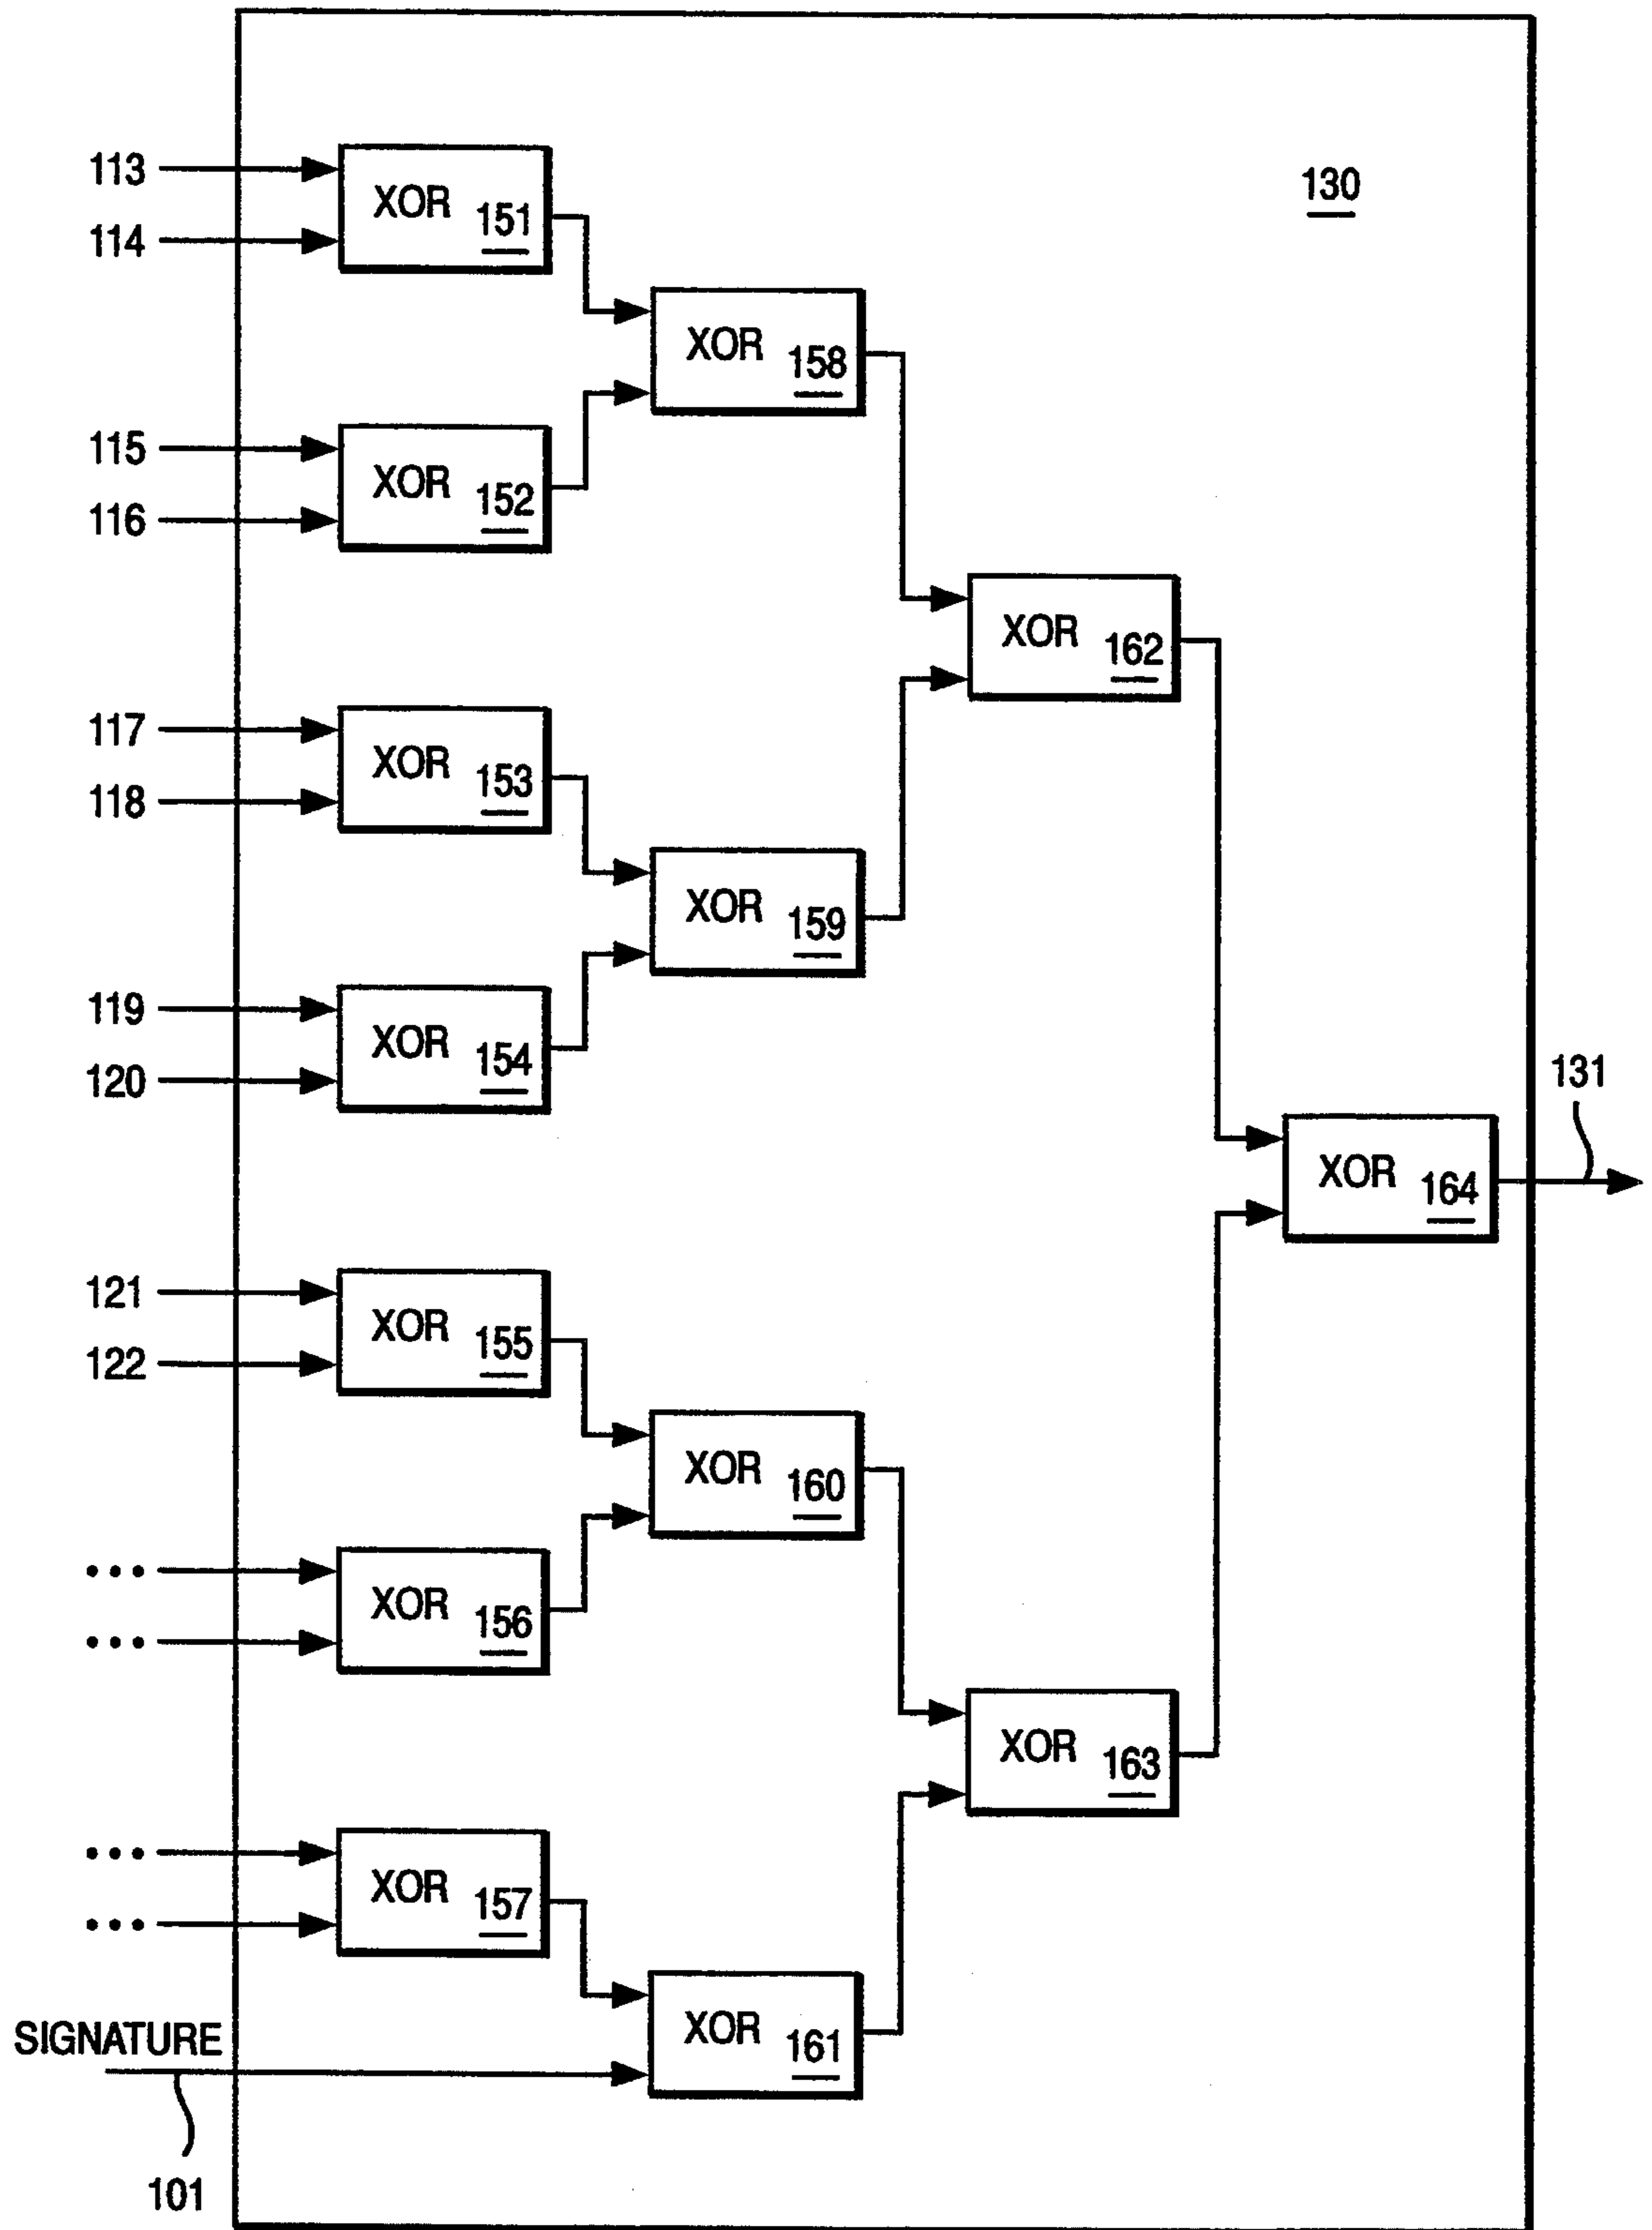 113
XOR 151
130
114
XOR 158
115
XOR 152
116
XOR 162
117
XOR 153
118
XOR 159
119
XOR 154
120
131
XOR 164
121
XOR 155
122
XOR 160
•••
XOR 156
•••
XOR 163
•••
XOR 157
•••
XOR 161
SIGNATURE
101